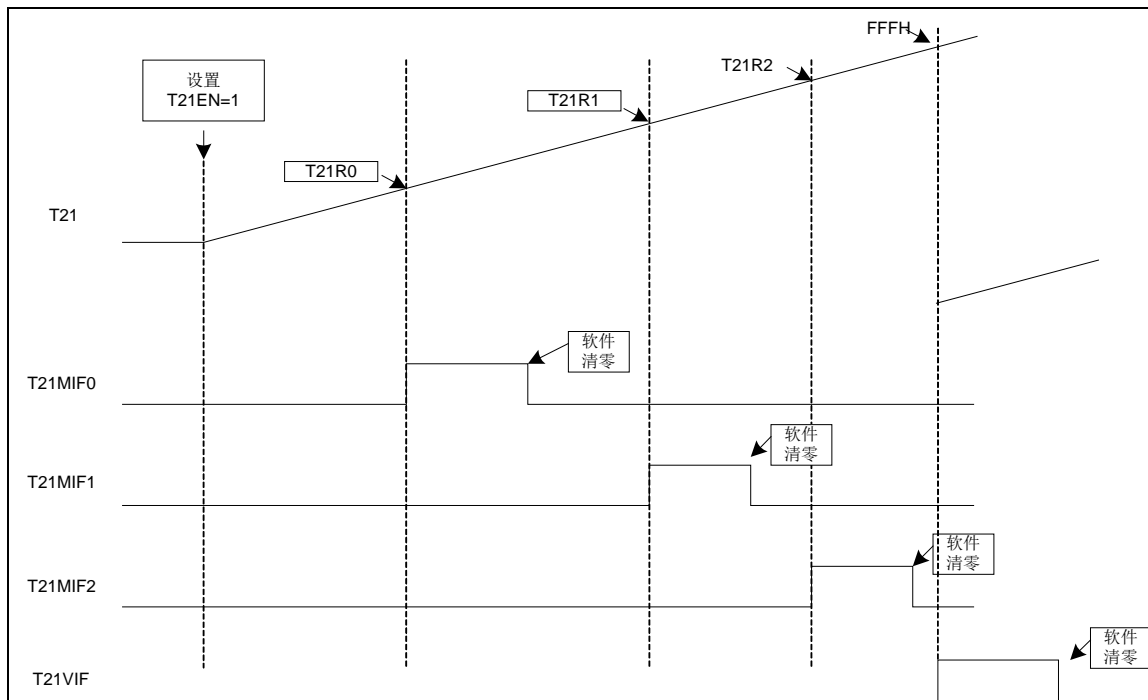 FFFH
T21R2
设置
T21EN=1
T21R1
T21R0
T21
软件
清零
T21MIF0
软件
清零
T21MIF1
软件
清零
T21MIF2
软件
清零
T21VIF